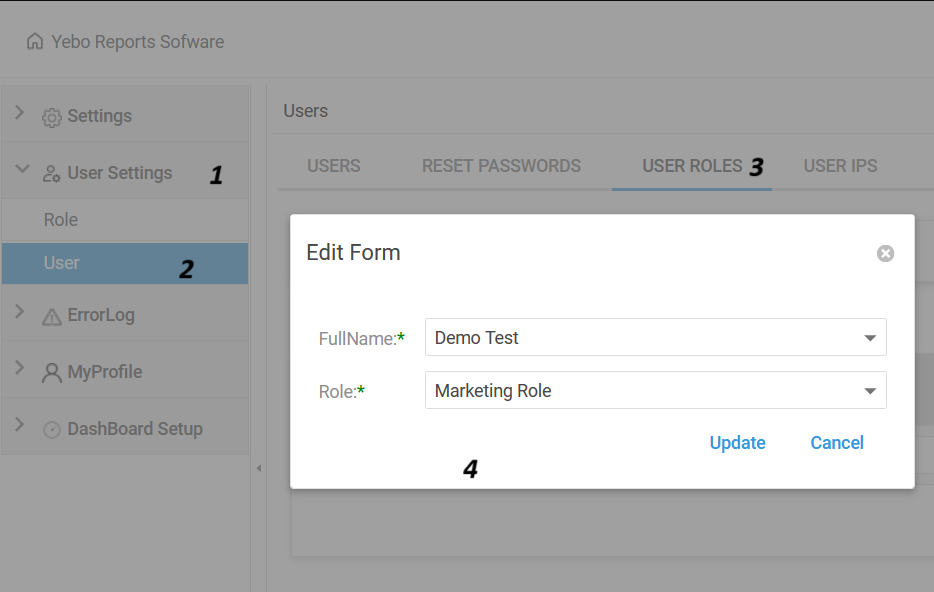 Yebo Reports Sofware
Settings
User Settings 1
Role
User 2
ErrorLog
MyProfile
DashBoard Setup
Users
USERS RESET PASSWORDS USER ROLES 3 USER IPS
Edit Form
FullName:* Demo Test
Role:* Marketing Role
Update Cancel
4